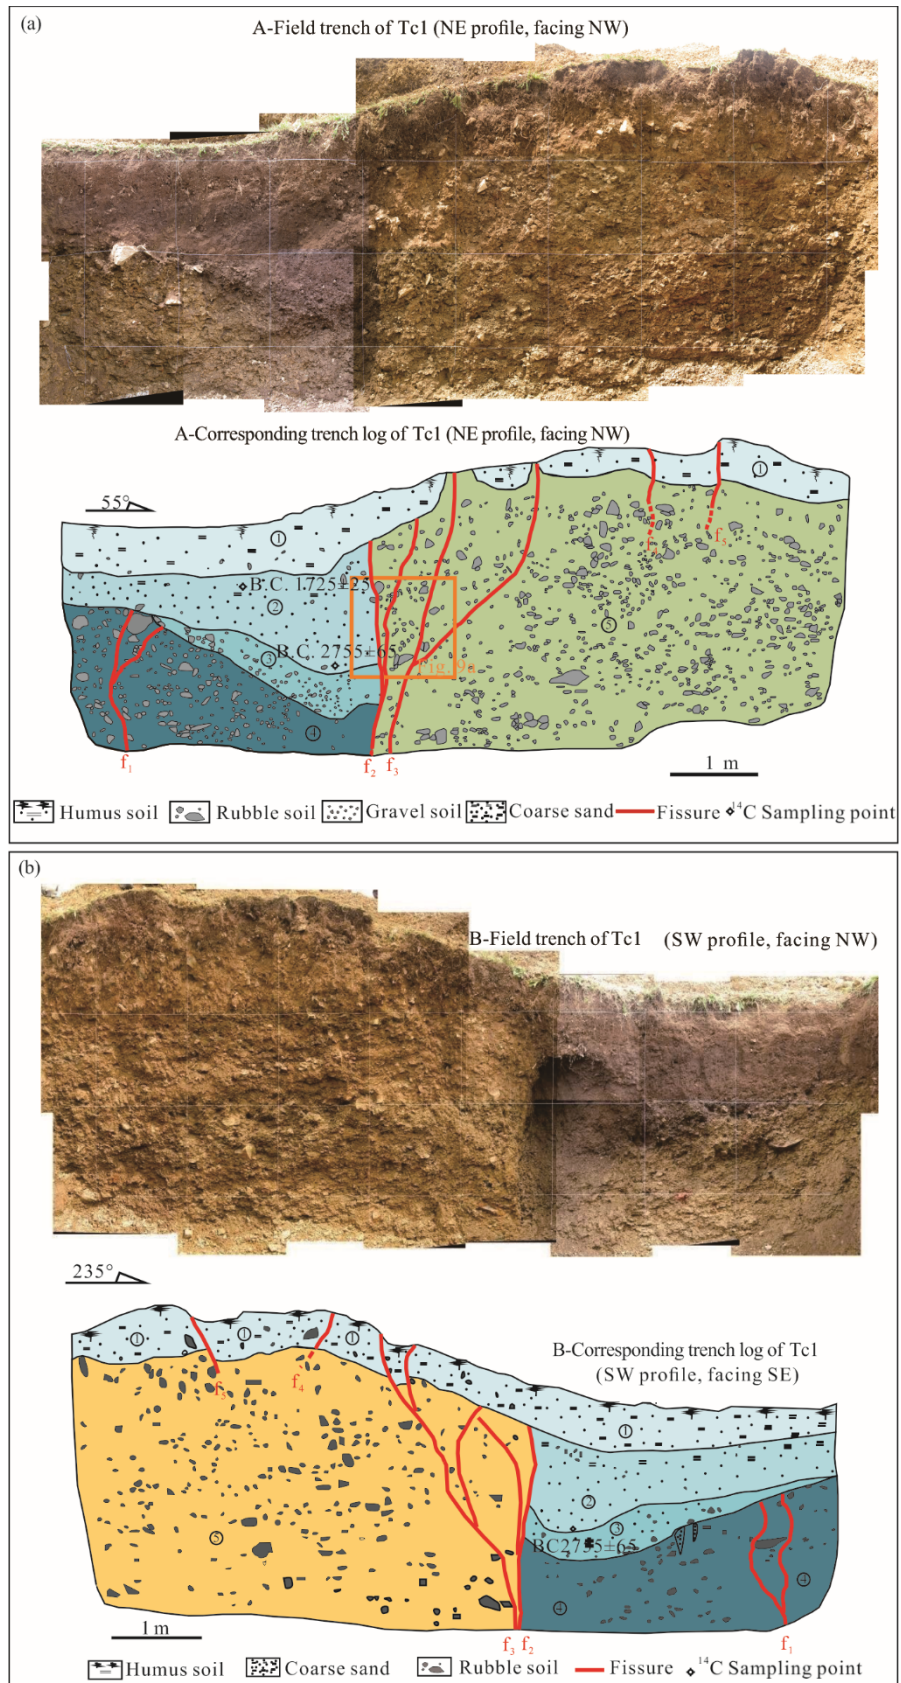 (a)
A-Field trench of Tc1 (NE profile, facing NW)
A-Corresponding trench log of Tc1 (NE profile, facing NW)
55°
①
①
B.C. 1725±25
②
③
B.C. 2755±65
Fig. 9a
④
⑤
f₄
f₅
f₁
f₂
f₃
1 m
Humus soil
Rubble soil
Gravel soil
Coarse sand
Fissure
¹⁴C Sampling point
(b)
B-Field trench of Tc1 (SW profile, facing NW)
235°
B-Corresponding trench log of Tc1
(SW profile, facing SE)
①
①
①
①
f₅
f₄
②
③
BC2755±65
④
④
⑤
1m
f₃
f₂
f₁
Humus soil
Coarse sand
Rubble soil
Fissure
¹⁴C Sampling point